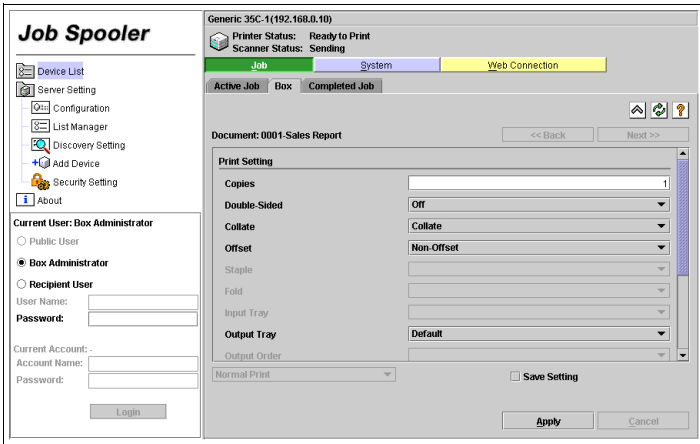 Job Spooler
Device List
Server Setting
Configuration
List Manager
Discovery Setting
Add Device
Security Setting
About
Current User: Box Administrator
Public User
Box Administrator
Recipient User
User Name:
Password:
Current Account: -
Account Name:
Password:
Login
Generic 35C-1(192.168.0.10)
Printer Status: Ready to Print
Scanner Status: Sending
Job System Web Connection
Active Job Box Completed Job
Document: 0001-Sales Report << Back Next >>
Print Setting
Copies 1
Double-Sided Off
Collate Collate
Offset Non-Offset
Staple
Fold
Input Tray
Output Tray Default
Output Order
Normal Print Save Setting
Apply Cancel